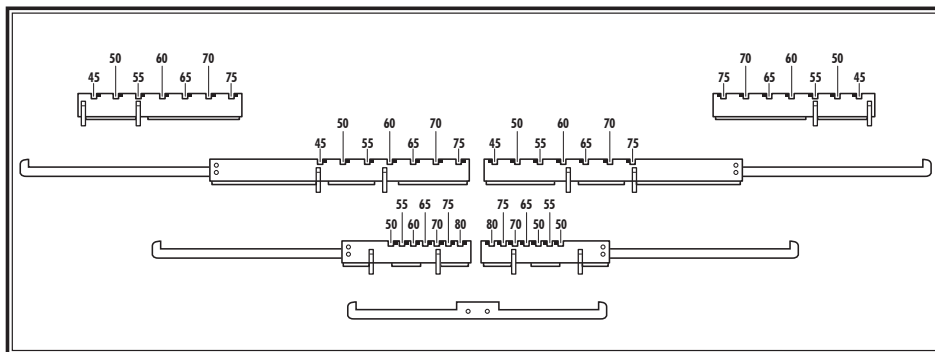 50 60 70 70 60 50
45 55 65 75 75 65 55 45
50 60 70 50 60 70
45 55 65 75 45 55 65 75
55 65 75 75 65 55
50 60 70 80 80 70 50 50